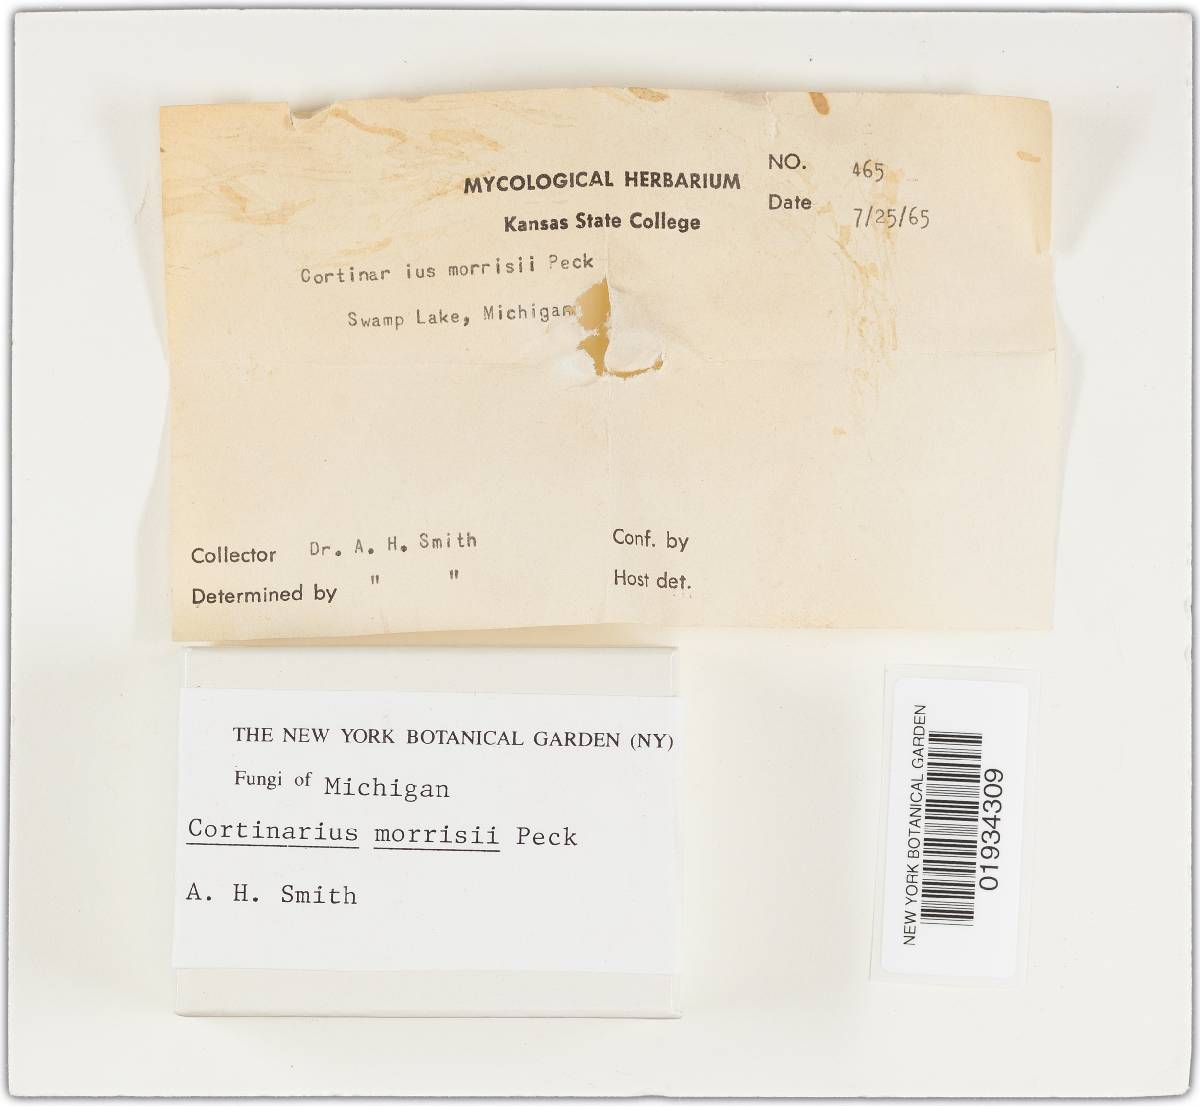 MYCOLOGICAL HERBARIUM
Kansas State College
NO. 465
Date 7/25/65
Cortinar ius morrisii Peck
Swamp Lake, Michigan
Collector Dr. A. H. Smith
Determined by " "
Conf. by
Host det.
THE NEW YORK BOTANICAL GARDEN (NY)
Fungi of Michigan
Cortinarius morrisii Peck
A. H. Smith
NEW YORK BOTANICAL GARDEN
01934309